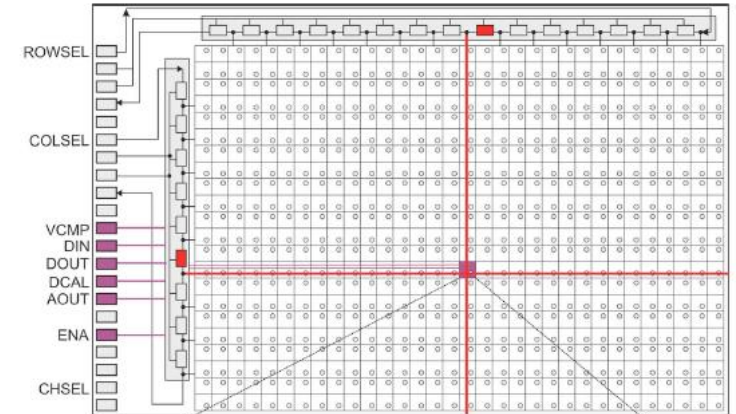 ROWSEL
COLSEL
VCMP
DIN
DOUT
DCAL
AOUT
ENA
CHSEL